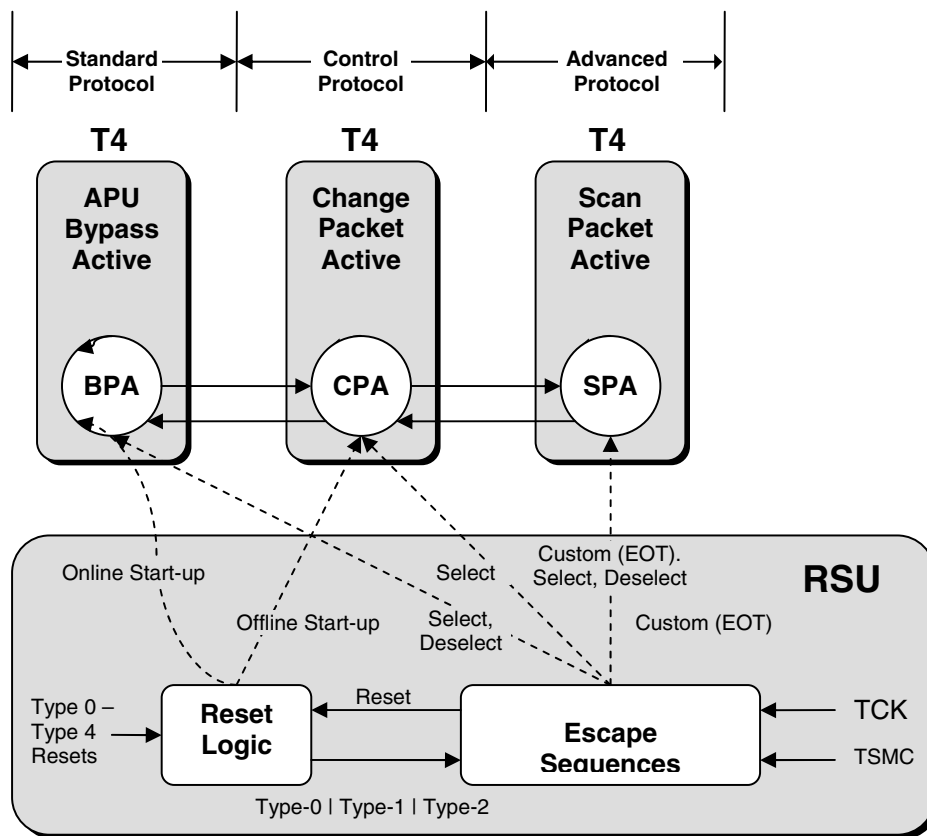 Standard Protocol
Control Protocol
Advanced Protocol
T4
T4
T4
APU
Bypass
Active
Change
Packet
Active
Scan
Packet
Active
BPA
CPA
SPA
RSU
Online Start-up
Offline Start-up
Select
Select,
Deselect
Custom (EOT).
Select, Deselect
Custom (EOT)
Type 0 –
Type 4
Resets
Reset
Logic
Reset
Escape
Sequences
TCK
TSMC
Type-0 | Type-1 | Type-2